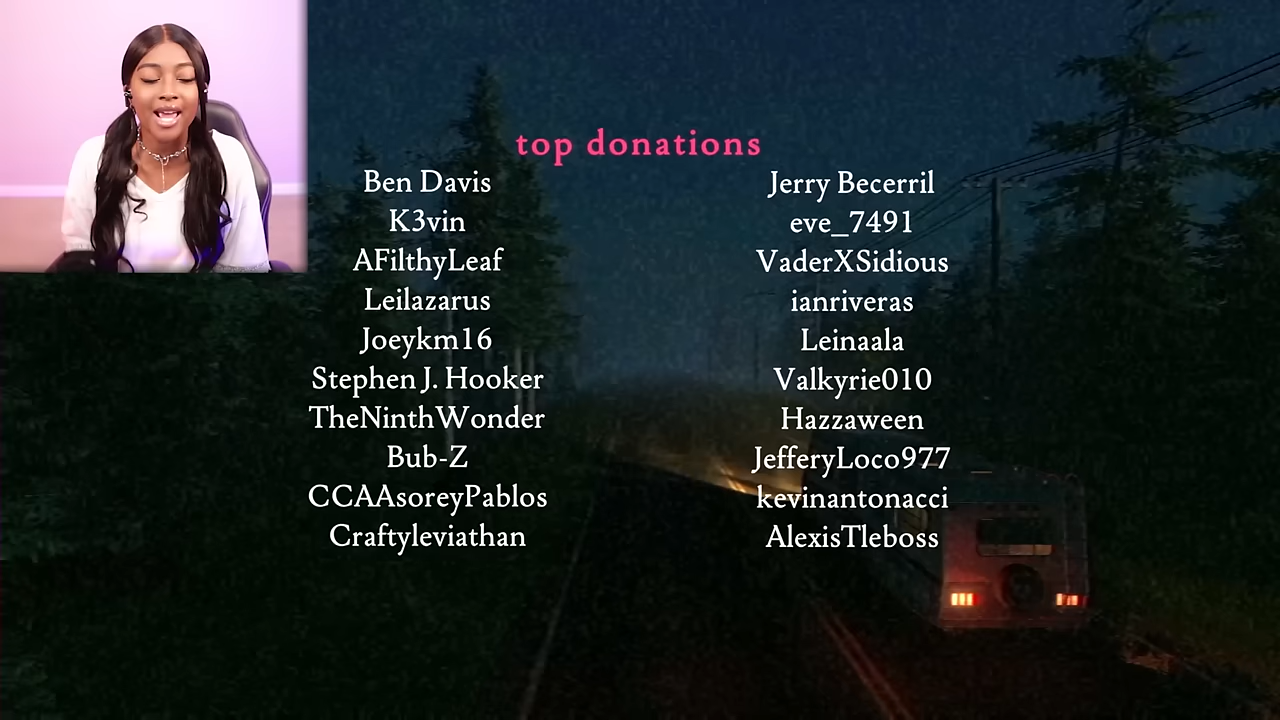 top donations
Ben Davis
K3vin
AFilthyLeaf
Leilazarus
Joeykm16
Stephen J. Hooker
TheNinthWonder
Bub-Z
CCAAsoreyPablos
Craftyleviathan
Jerry Becerril
eve_7491
VaderXSidious
ianriveras
Leinaala
Valkyrie010
Hazzaween
JefferyLoco977
kevinantonacci
AlexisTleboss